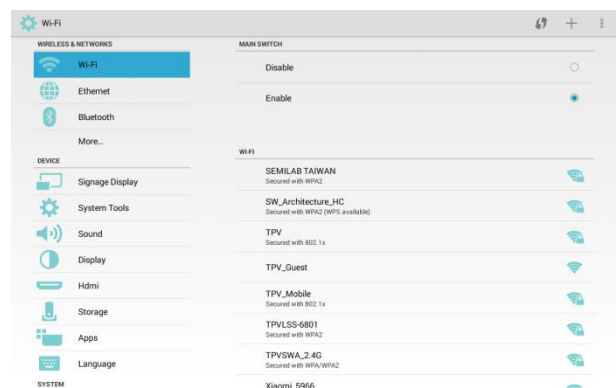 Wi-Fi
WIRELESS & NETWORKS
Wi-Fi
Ethernet
Bluetooth
More...
DEVICE
Signage Display
System Tools
Sound
Display
Hdmi
Storage
Apps
Language
SYSTEM
MAIN SWITCH
Disable
Enable
WI-FI
SEMILAB TAIWAN
Secured with WPA2
SW_Architecture_HC
Secured with WPA2 (WPS available)
TPV
Secured with 802.1x
TPV_Guest
TPV_Mobile
Secured with 802.1x
TPVLSS-6801
Secured with WPA2
TPVSWA_2.4G
Secured with WPA/WPA2
Xiaomi_5966